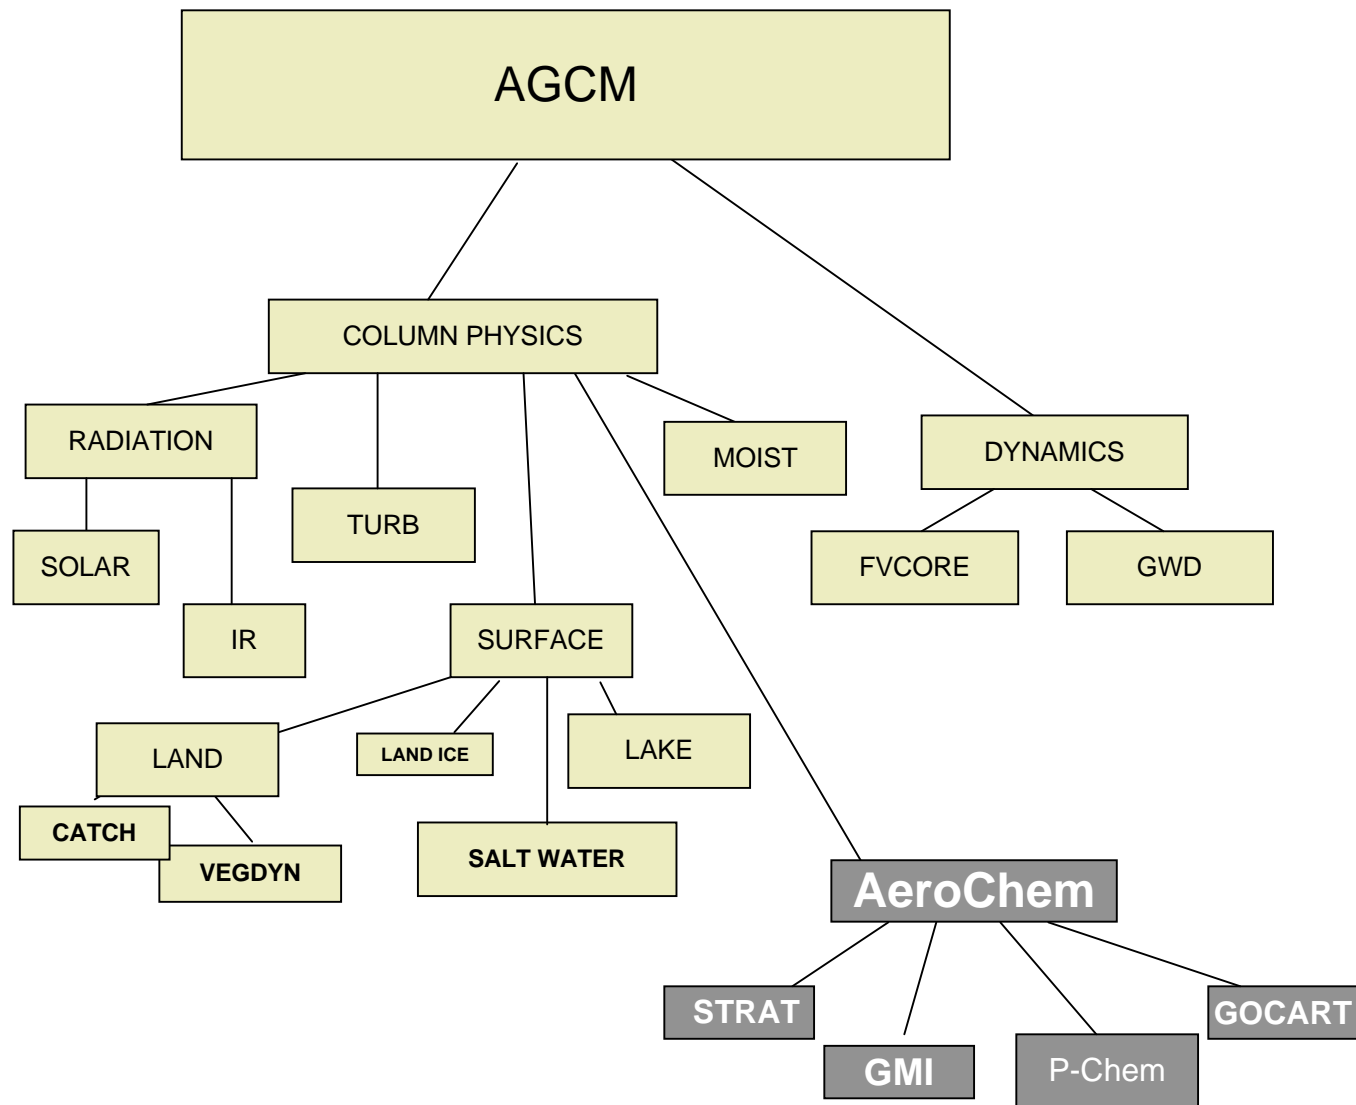 AGCM
COLUMN PHYSICS
RADIATION
MOIST
DYNAMICS
TURB
SOLAR
FVCORE
GWD
IR
SURFACE
LAND
LAND ICE
LAKE
CATCH
VEGDYN
SALT WATER
AeroChem
STRAT
GOCART
GMI
P-Chem